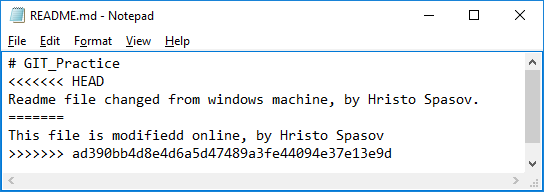 README.md - Notepad
File Edit Format View Help
# GIT_Practice
<<<<<<< HEAD
Readme file changed from windows machine, by Hristo Spasov.
=======
This file is modifiedd online, by Hristo Spasov
>>>>>>> ad390bb4d8e4d6a5d47489a3fe44094e37e13e9d